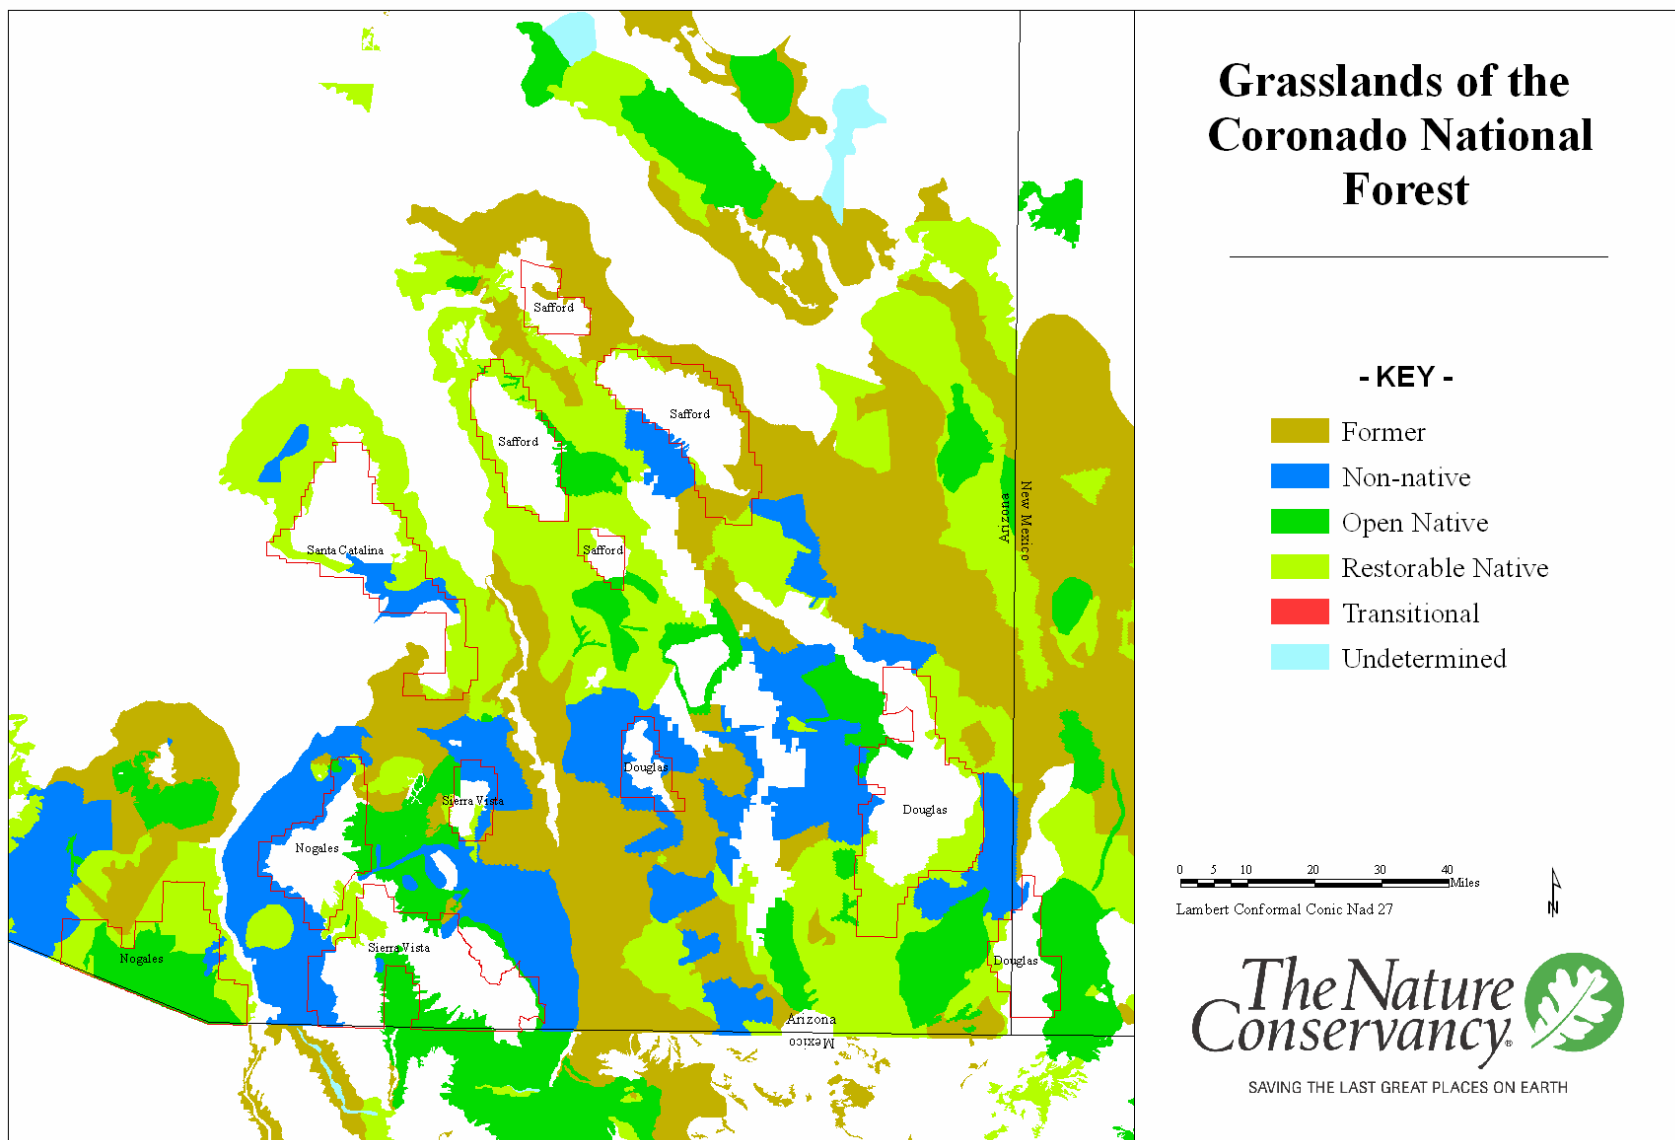 Grasslands of the
Coronado National
Forest
- KEY -
Former
Non-native
Open Native
Restorable Native
Transitional
Undetermined
0 5 10 20 30 40
Miles
Lambert Conformal Conic Nad 27
N
The Nature
Conservancy®
SAVING THE LAST GREAT PLACES ON EARTH
Safford
Safford
Safford
Safford
Santa Catalina
Arizona
New Mexico
Douglas
Sierra Vista
Douglas
Nogales
Sierra Vista
Nogales
Douglas
Arizona
Mexico